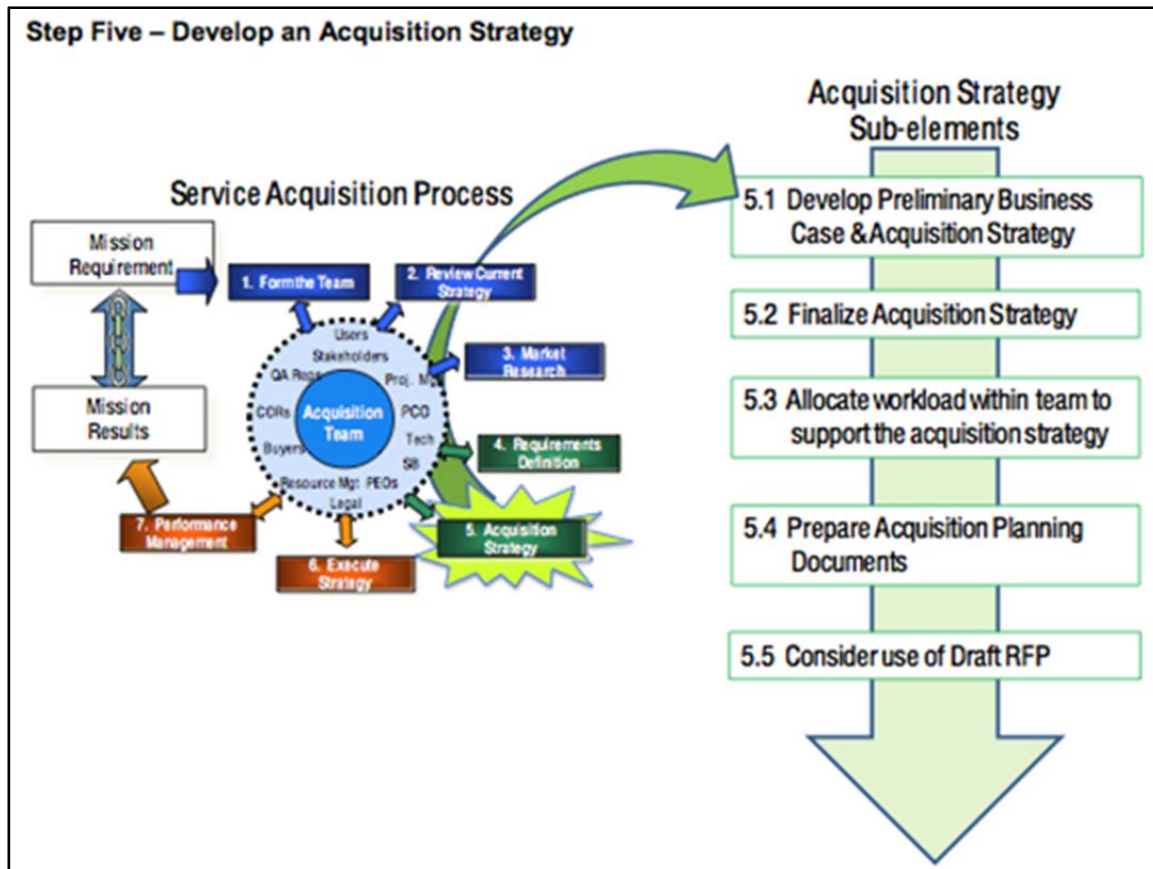 Step Five – Develop an Acquisition Strategy
Acquisition Strategy
Sub-elements
Service Acquisition Process
Mission
Requirement
Mission
Results
1. Form the Team
2. Review Current
Strategy
3. Market
Research
4. Requirements
Definition
5. Acquisition
Strategy
6. Execute
Strategy
7. Performance
Management
Users
Stakeholders
QA Reps
Proj. Mgr
CORs
Acquisition
Team
PCO
Tech
Buyers
SB
Resource Mgt PEOs
Legal
5.1 Develop Preliminary Business
Case & Acquisition Strategy
5.2 Finalize Acquisition Strategy
5.3 Allocate workload within team to
support the acquisition strategy
5.4 Prepare Acquisition Planning
Documents
5.5 Consider use of Draft RFP